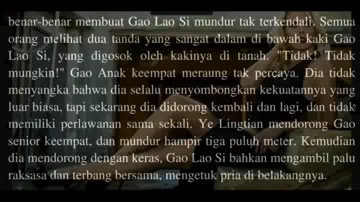 benar-benar membuat Gao Lao Si mundur tak terkendali. Semua
orang melihat dua tanda yang sangat dalam di bawah kaki Gao
Lao Si, yang digosok oleh kakinya di tanah. "Tidak! Tidak
mungkin!" Gao Anak keempat meraung tak percaya. Dia tidak
menyangka bahwa dia selalu menyombongkan kekuatannya yang
luar biasa, tapi sekarang dia didorong kembali dan lagi, dan tidak
memiliki perlawanan sama sekali. Ye Lingtian mendorong Gao
senior keempat, dan mundur hampir tiga puluh meter. Kemudian
dia mendorong dengan keras, Gao Lao Si bahkan mengambil palu
raksasa dan terbang bersama, mengetuk pria di belakangnya.